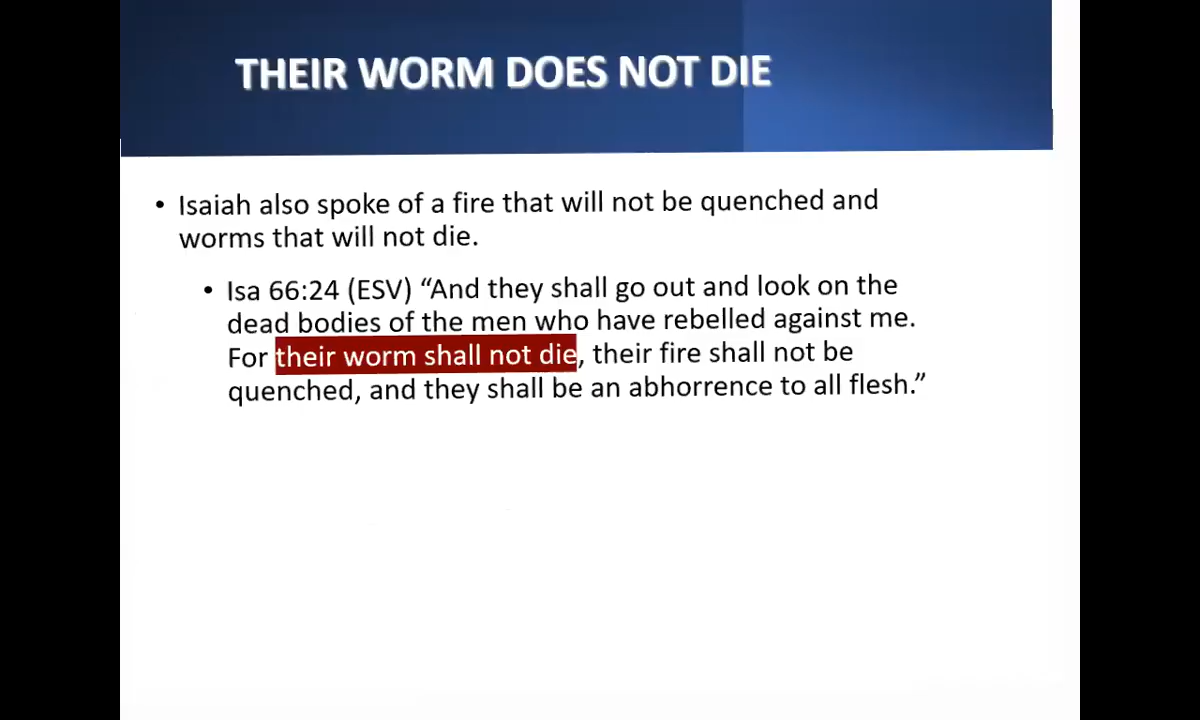 THEIR WORM DOES NOT DIE
• Isaiah also spoke of a fire that will not be quenched and
worms that will not die.
• Isa 66:24 (ESV) “And they shall go out and look on the
dead bodies of the men who have rebelled against me.
For their worm shall not die, their fire shall not be
quenched, and they shall be an abhorrence to all flesh.”